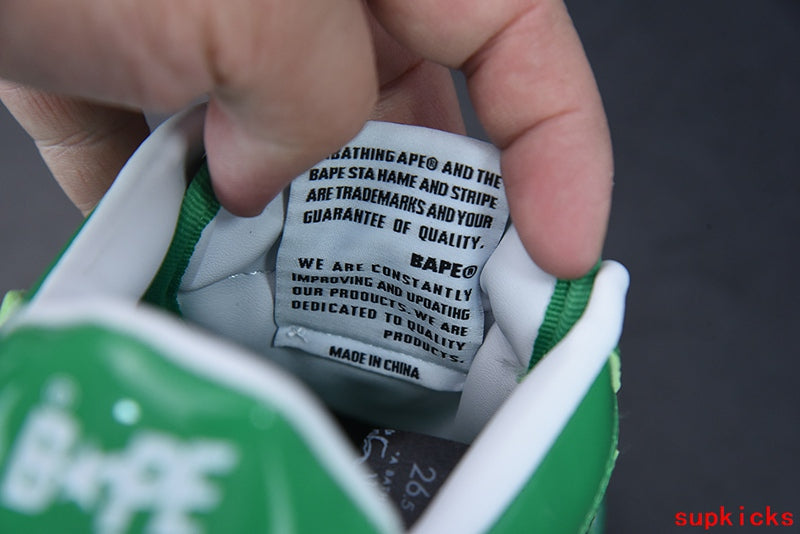 BATHING APE® AND THE
BAPE STA HAME AND STRIPE
ARE TRADEMARKS AND YOUR
GUARANTEE OF QUALITY.
BAPE®
WE ARE CONSTANTLY
IMPROVING AND UPDATIHG
OUR PRODUCTS. WE ARE
DEDICATED TO QUALITY
PRODUCTS.
MADE IN CHINA
26.5
BAPE
supkicks